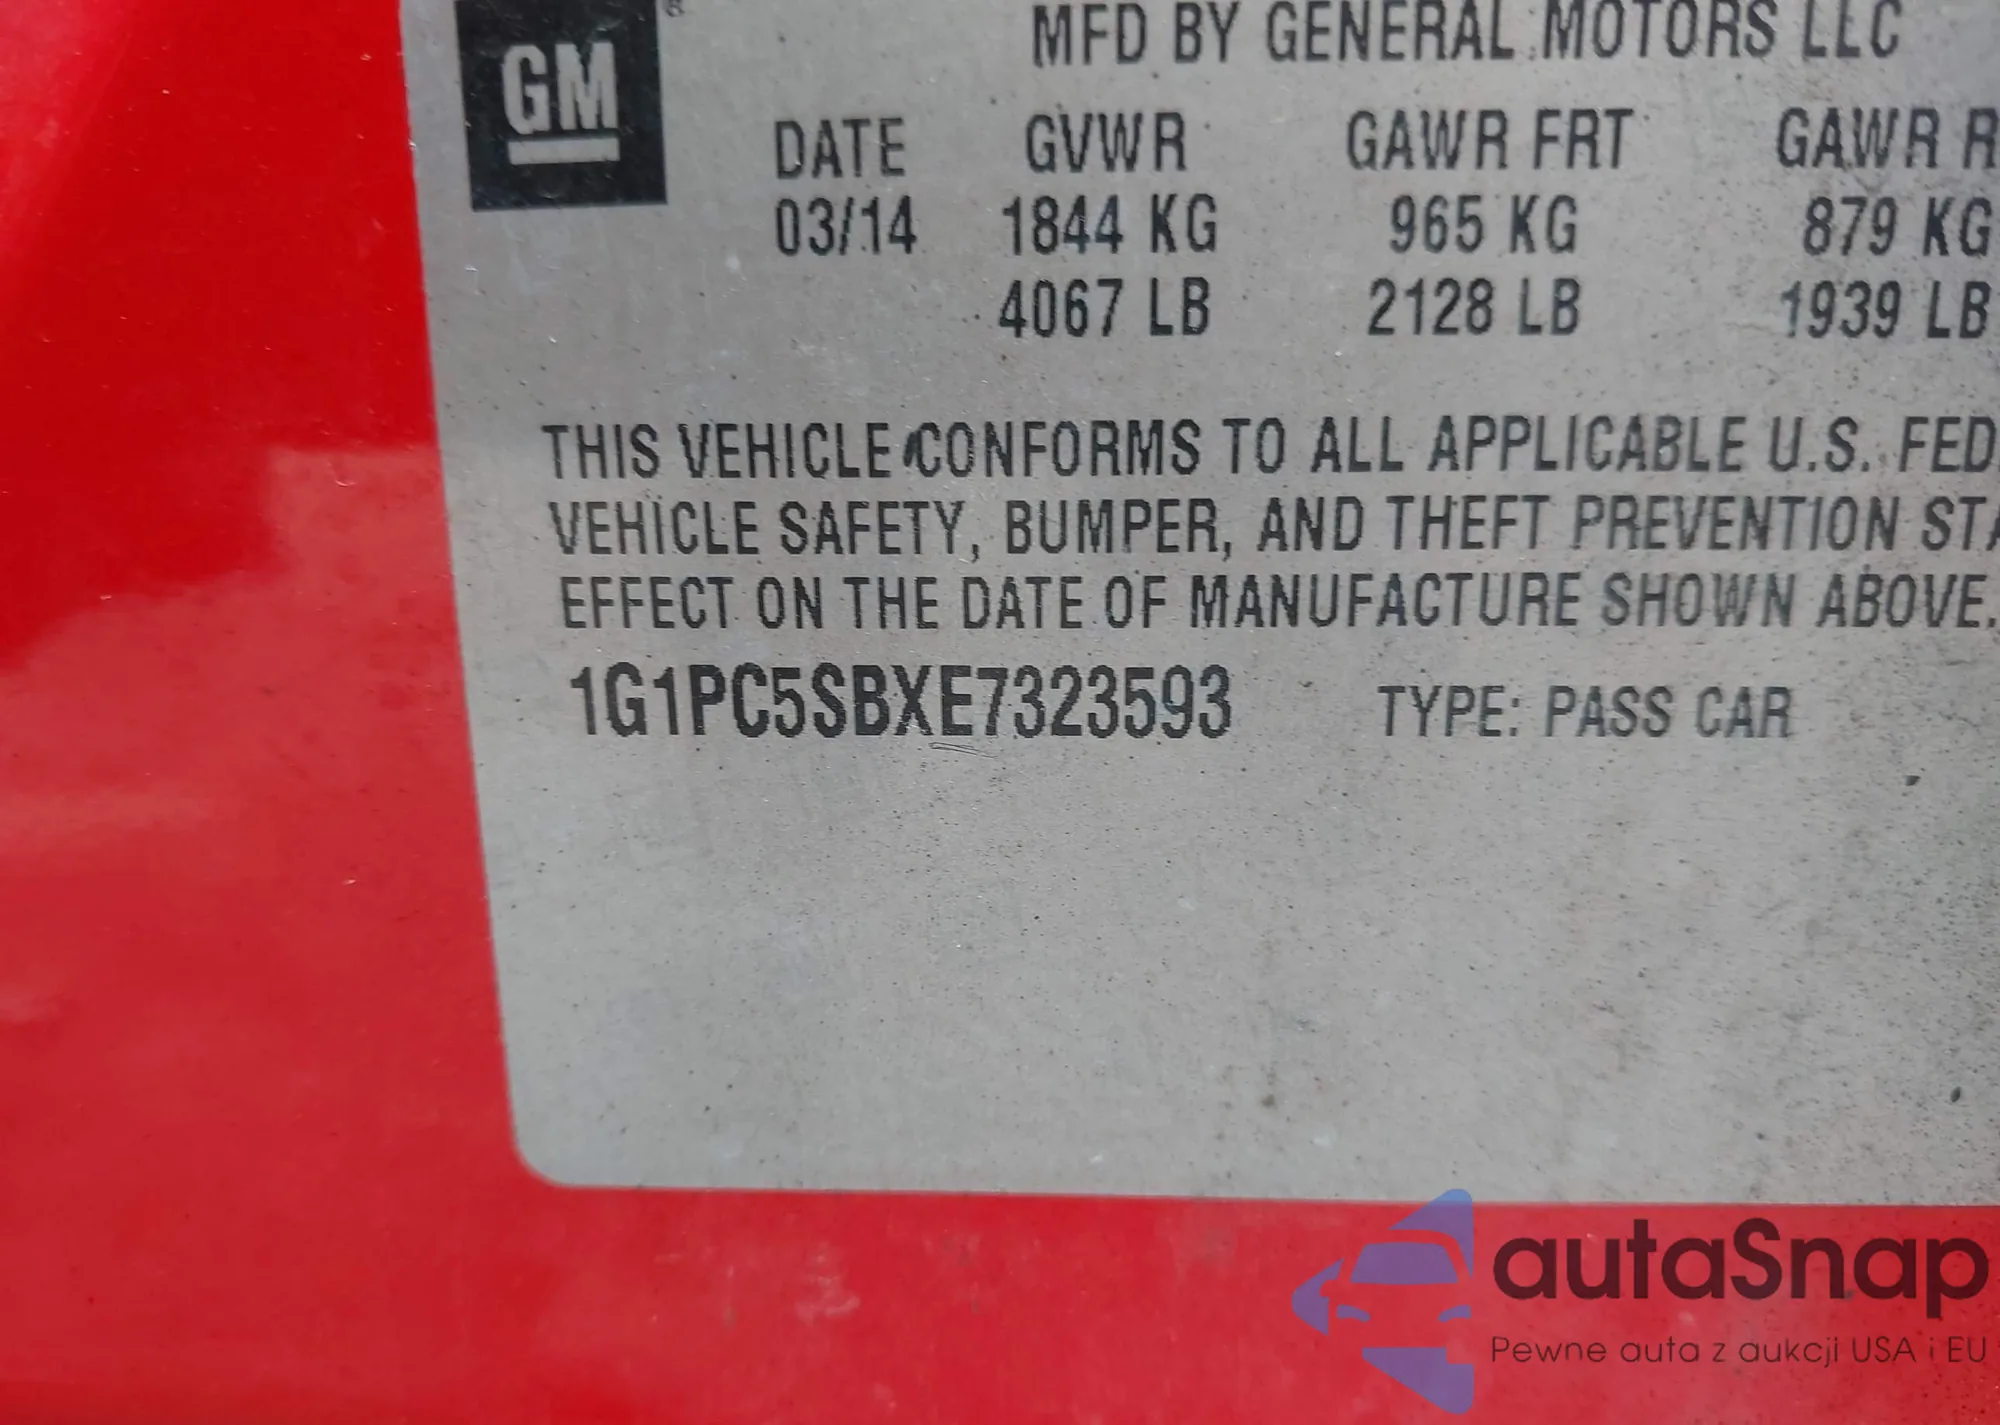 GM
MFD BY GENERAL MOTORS LLC
DATE GVWR GAWR FRT GAWR R
03/14 1844 KG 965 KG 879 KG
4067 LB 2128 LB 1939 LB
THIS VEHICLE CONFORMS TO ALL APPLICABLE U.S. FED
VEHICLE SAFETY, BUMPER, AND THEFT PREVENTION STA
EFFECT ON THE DATE OF MANUFACTURE SHOWN ABOVE.
1G1PC5SBXE7323593 TYPE: PASS CAR
autaSnap
Pewne auta z aukcji USA i EU